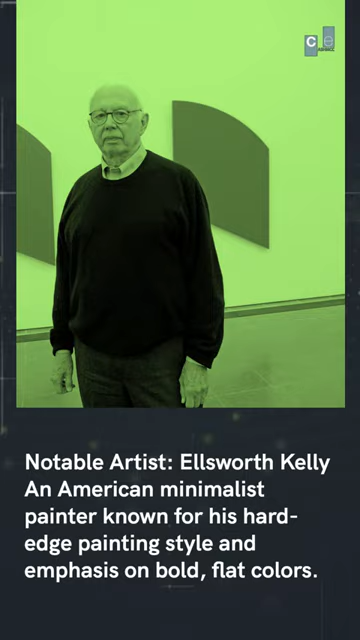 c e
Notable Artist: Ellsworth Kelly
An American minimalist
painter known for his hard-
edge painting style and
emphasis on bold, flat colors.